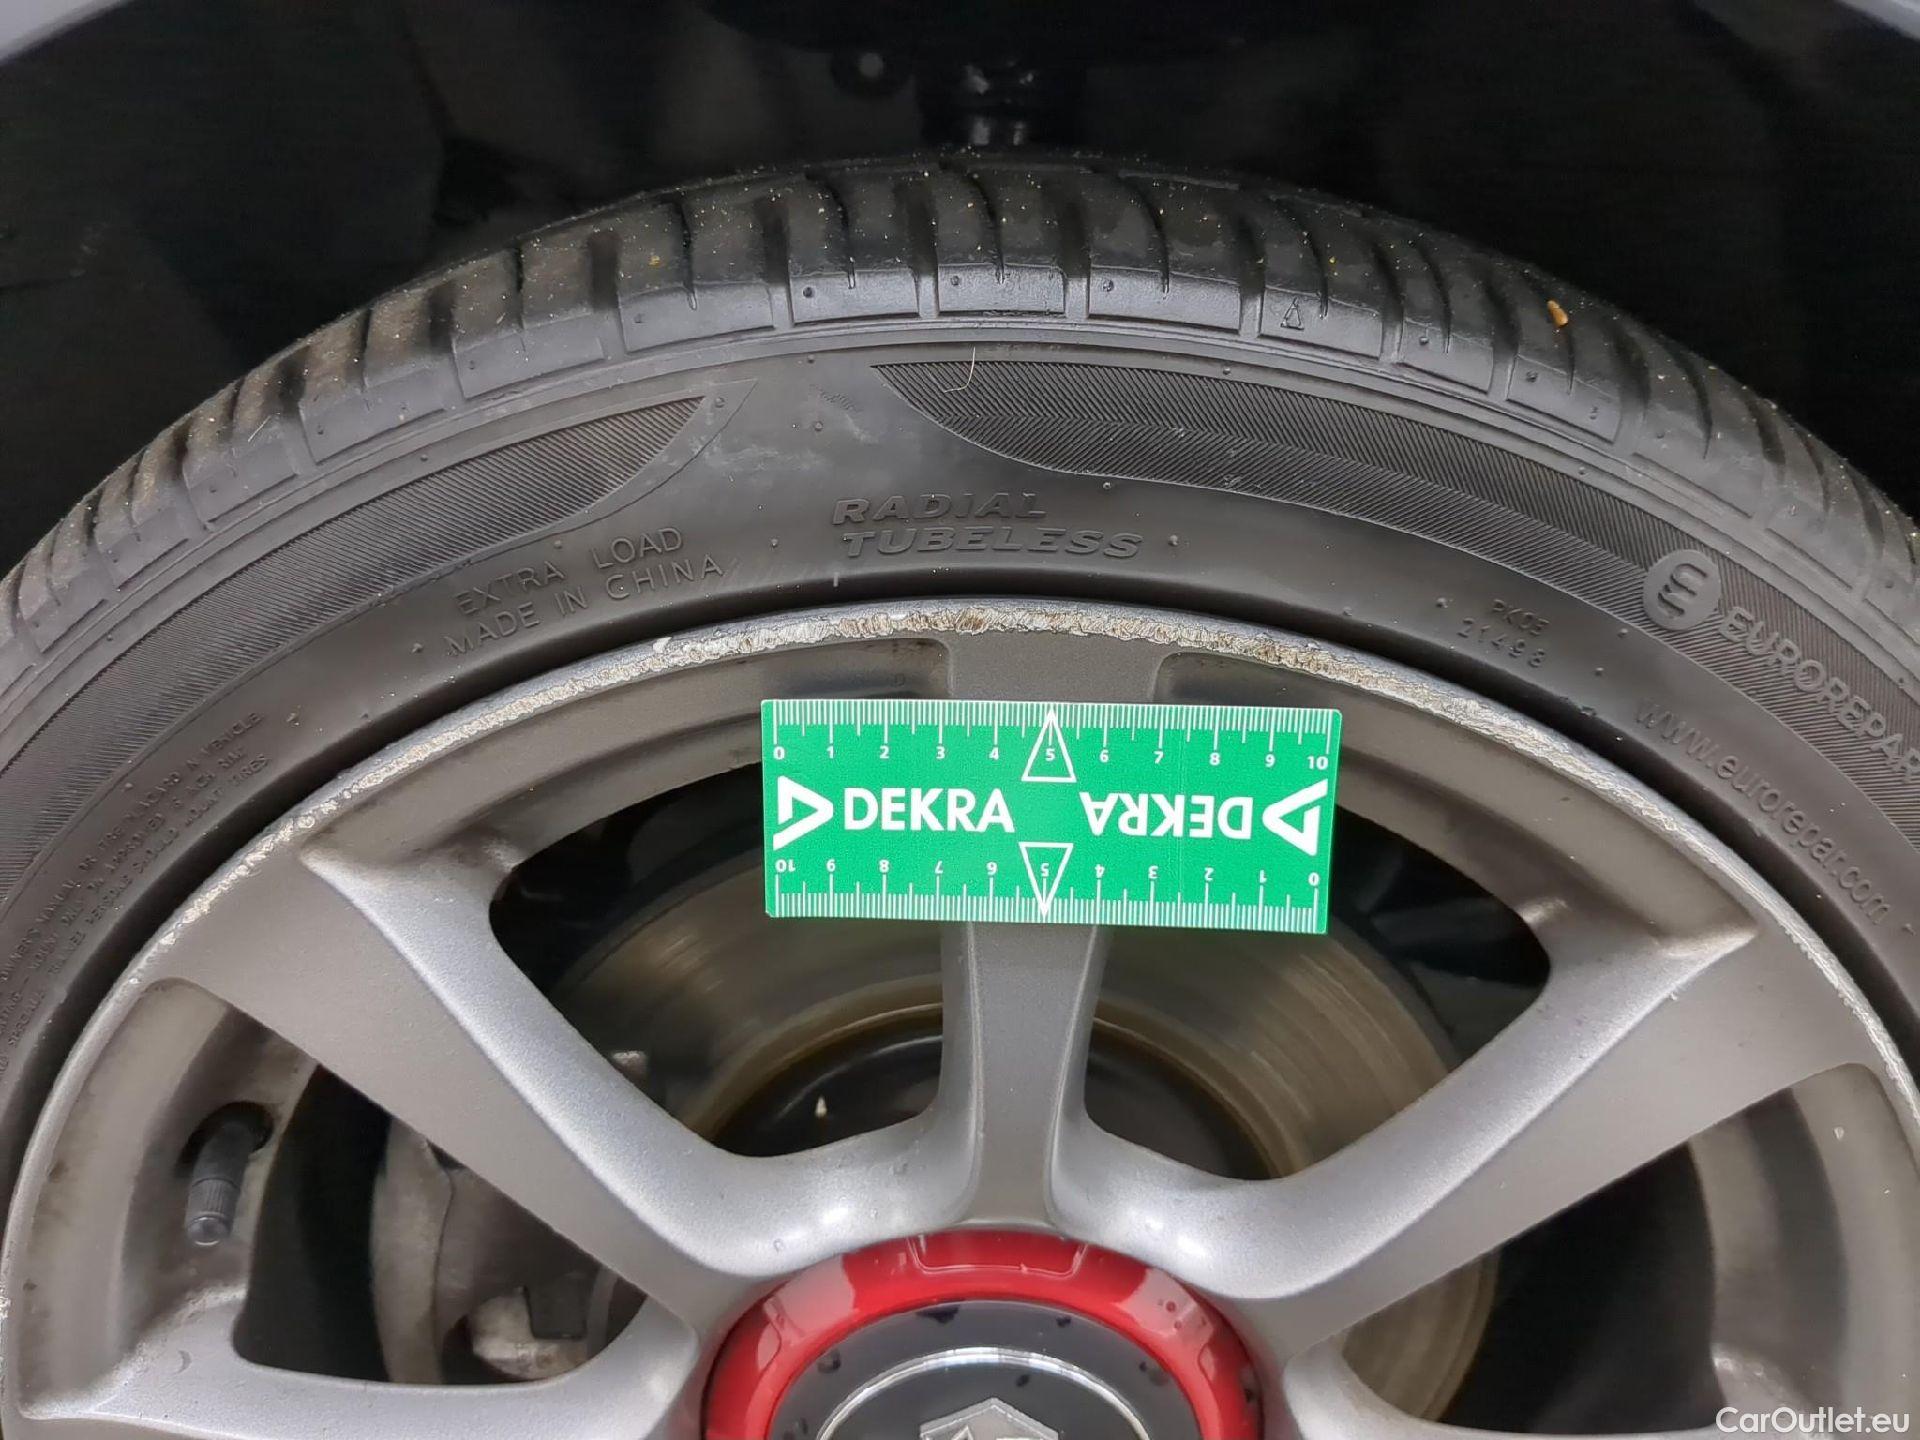 EXTRA LOAD
MADE IN CHINA
RADIAL
TUBELESS
PK05
21498
EUROREPAR
www.eurorepar.com
0 1 2 3 4 5 6 7 8 9 10
DEKRA DEKRA
10 9 8 7 6 5 4 3 2 1 0
CarOutlet.eu